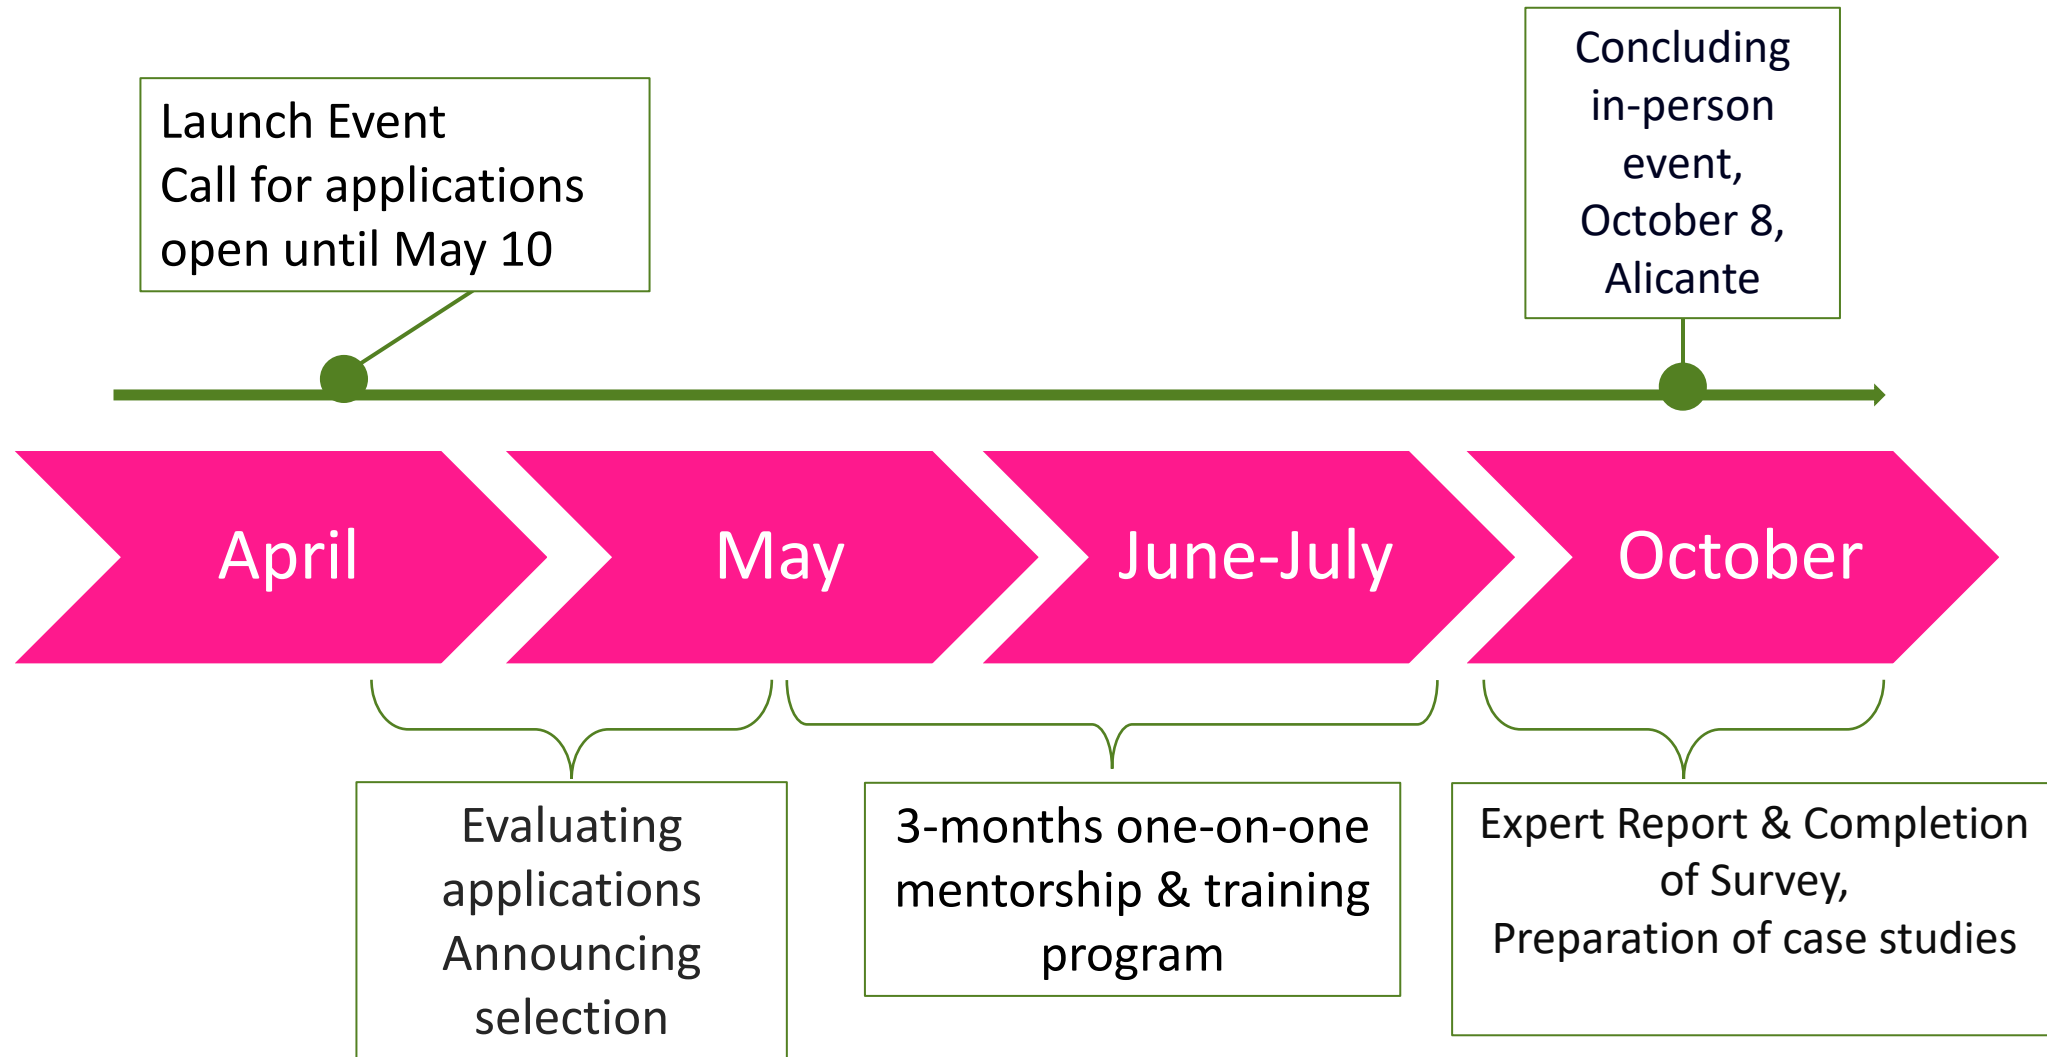 Launch Event
Call for applications
open until May 10
Concluding
in-person
event,
October 8,
Alicante
April
May
June-July
October
Evaluating
applications
Announcing
selection
3-months one-on-one
mentorship & training
program
Expert Report & Completion
of Survey,
Preparation of case studies